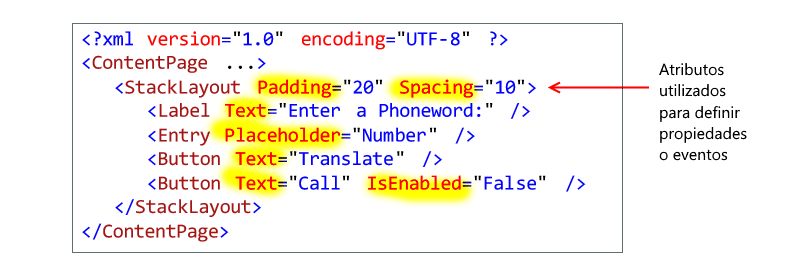 <?xml version="1.0" encoding="UTF-8" ?>
<ContentPage ...>
<StackLayout Padding="20" Spacing="10">
<Label Text="Enter a Phoneword:" />
<Entry Placeholder="Number" />
<Button Text="Translate" />
<Button Text="Call" IsEnabled="False" />
</StackLayout>
</ContentPage>
Atributos
utilizados
para definir
propiedades
o eventos